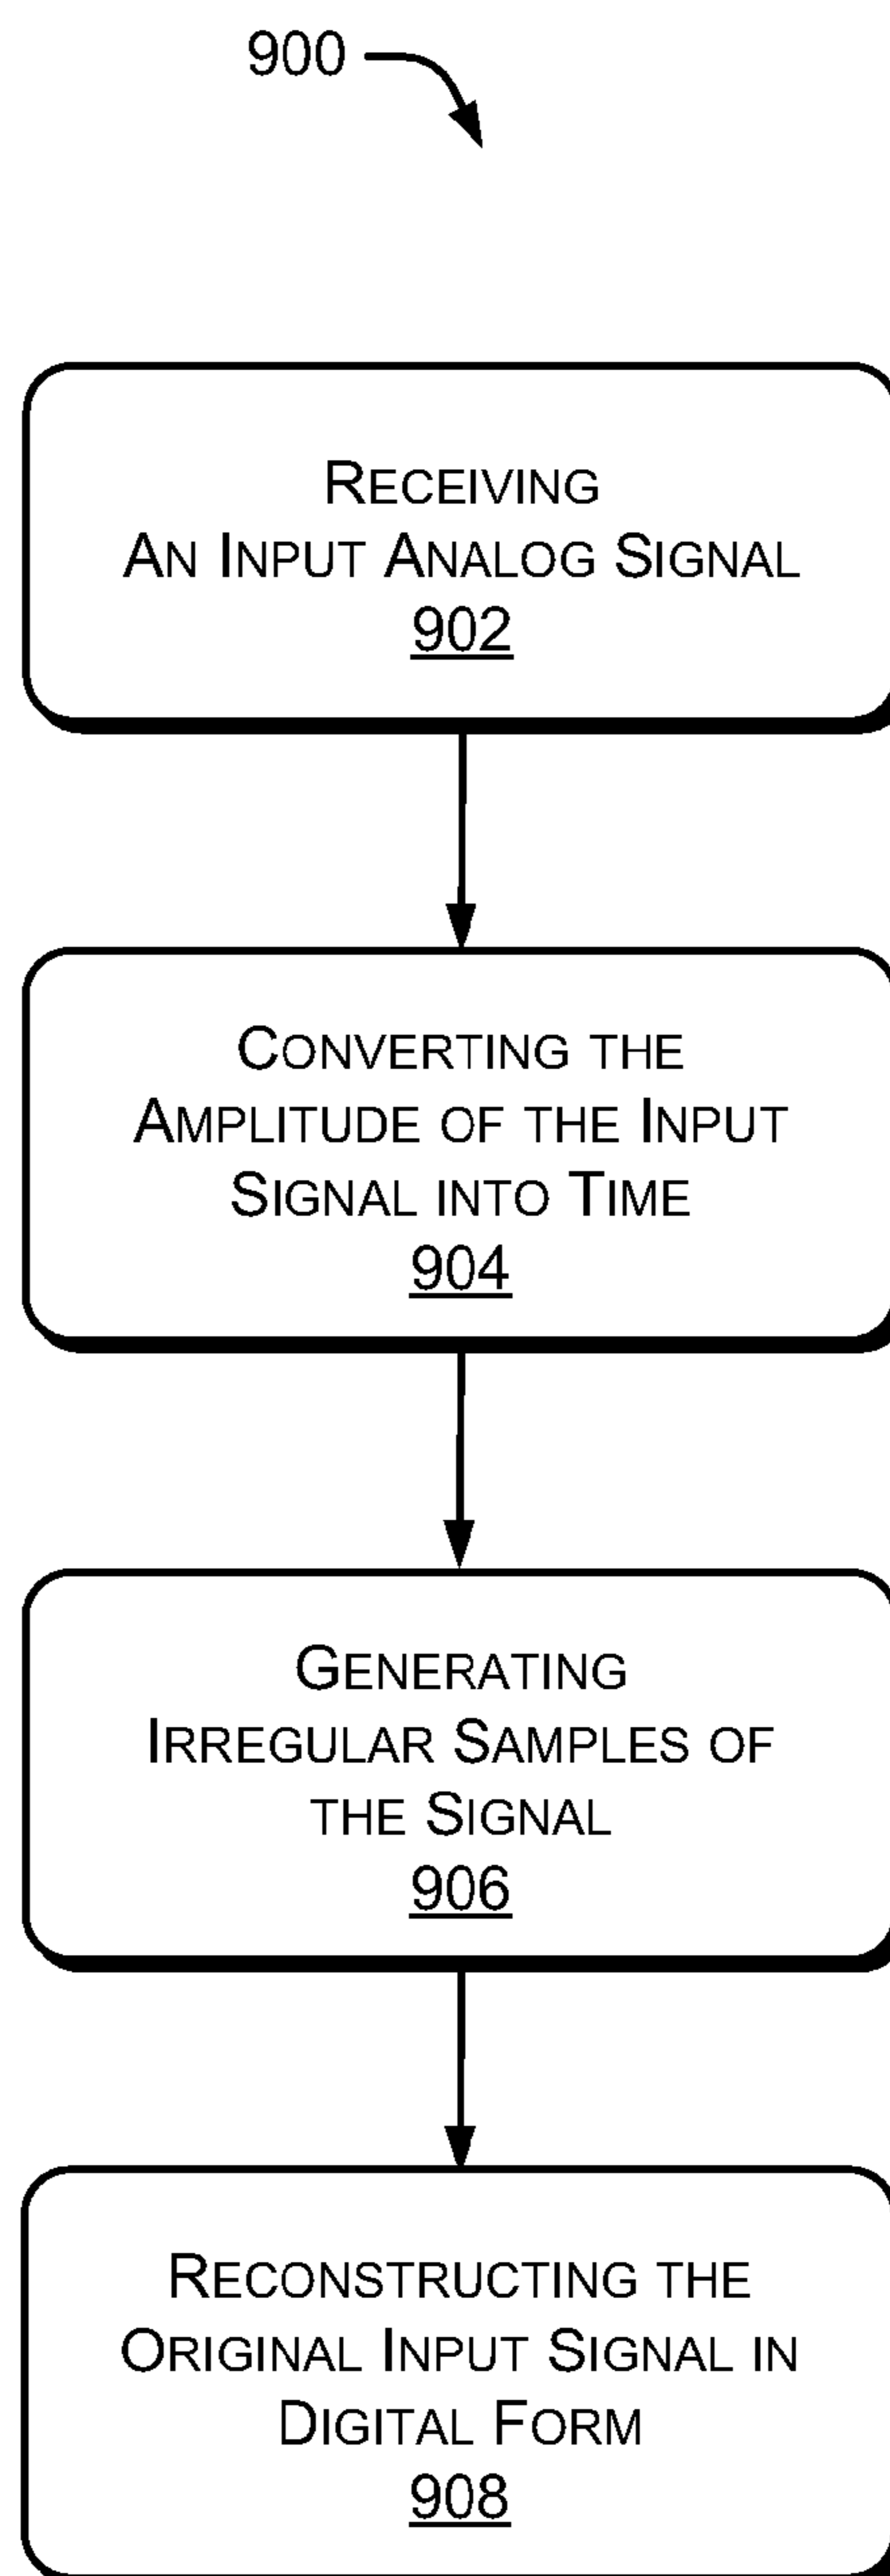 900
RECEIVING
AN INPUT ANALOG SIGNAL
902
CONVERTING THE
AMPLITUDE OF THE INPUT
SIGNAL INTO TIME
904
GENERATING
IRREGULAR SAMPLES OF
THE SIGNAL
906
RECONSTRUCTING THE
ORIGINAL INPUT SIGNAL IN
DIGITAL FORM
908